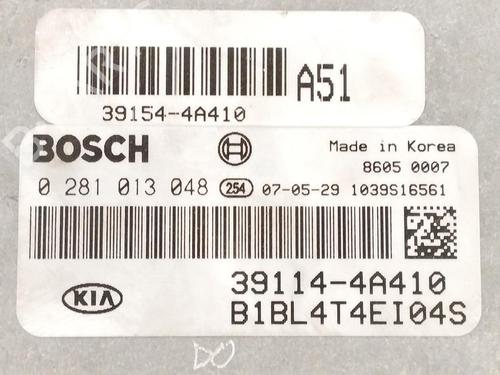 A51
39154-4A410
BOSCH
Made in Korea
8605 0007
0 281 013 048 254 07-05-29 1039S16561
39114-4A410
KIA
B1BL4T4EI04S